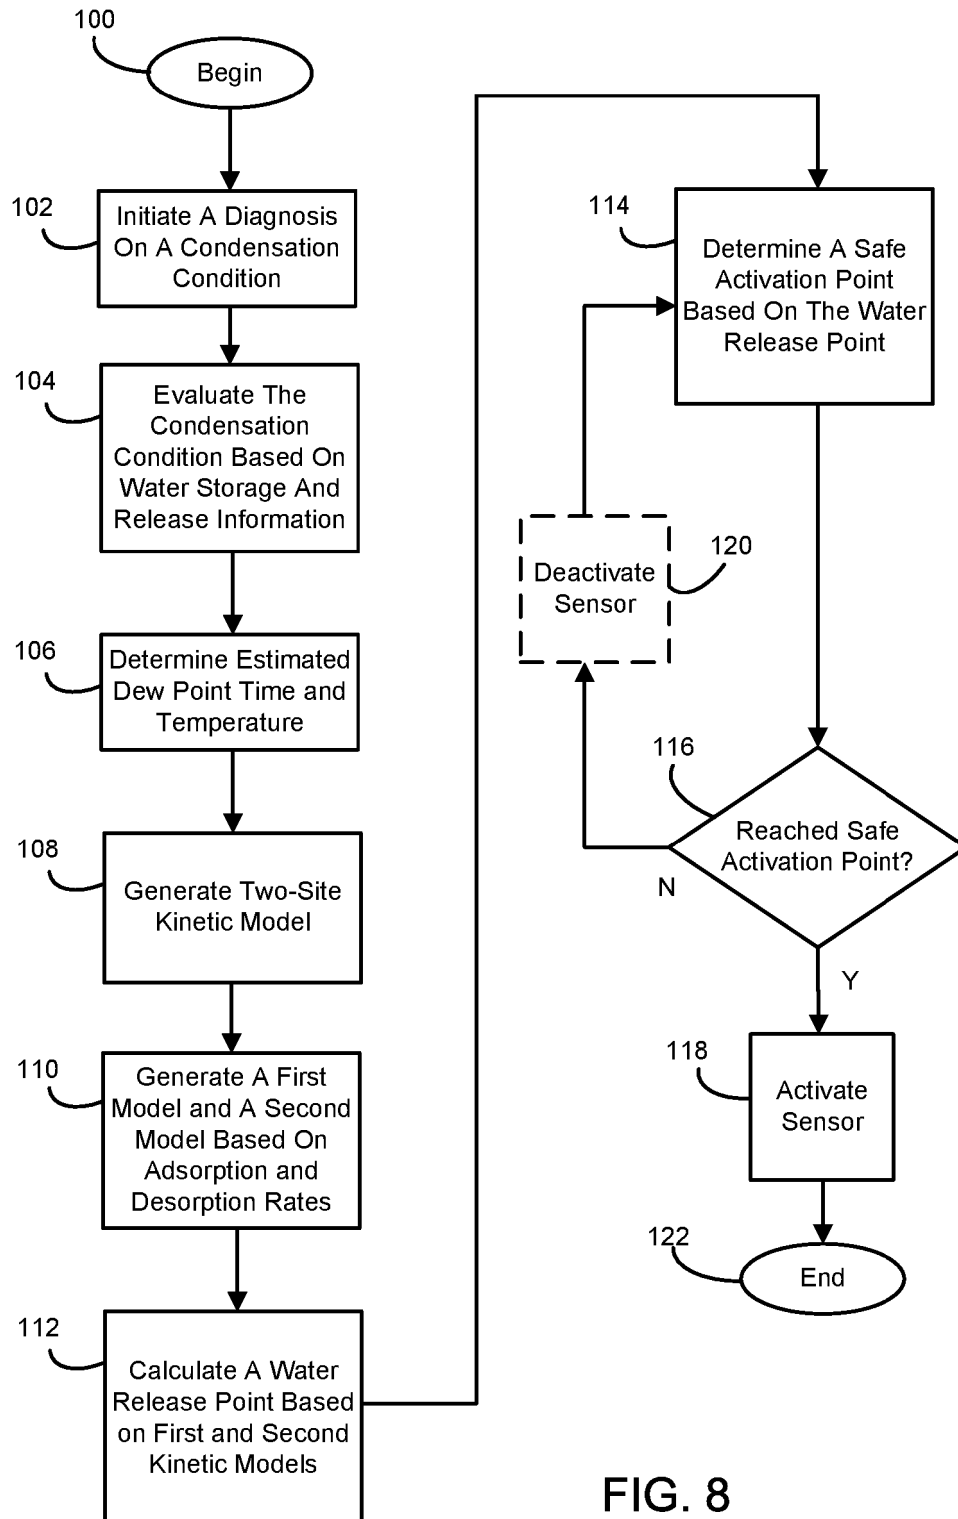 100
Begin
102
Initiate A Diagnosis
On A Condensation
Condition
104
Evaluate The
Condensation
Condition Based On
Water Storage And
Release Information
106
Determine Estimated
Dew Point Time and
Temperature
108
Generate Two-Site
Kinetic Model
110
Generate A First
Model and A Second
Model Based On
Adsorption and
Desorption Rates
112
Calculate A Water
Release Point Based
on First and Second
Kinetic Models
114
Determine A Safe
Activation Point
Based On The Water
Release Point
120
Deactivate
Sensor
116
Reached Safe
Activation Point?
N
Y
118
Activate
Sensor
122
End
FIG. 8